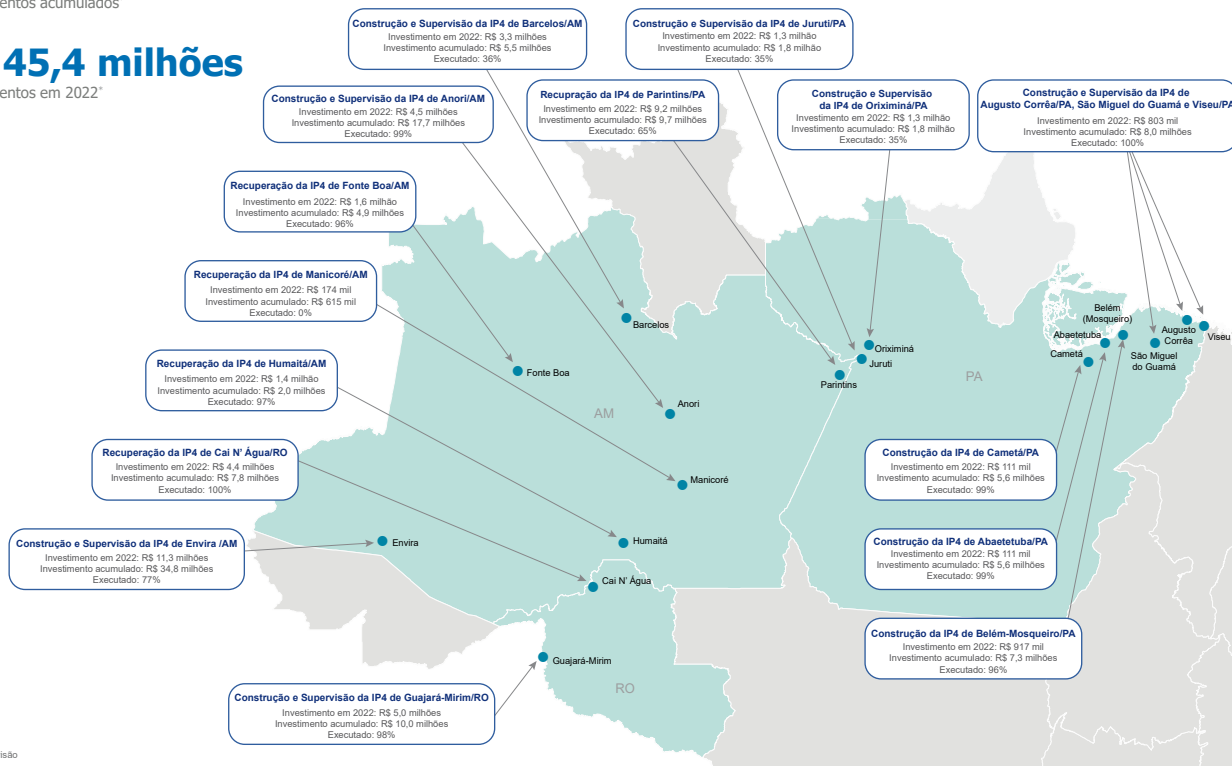 entos acumulados
45,4 milhões
entos em 2022*
Construção e Supervisão da IP4 de Barcelos/AM
Investimento em 2022: R$ 3,3 milhões
Investimento acumulado: R$ 5,5 milhões
Executado: 36%
Construção e Supervisão da IP4 de Juruti/PA
Investimento em 2022: R$ 1,3 milhão
Investimento acumulado: R$ 1,8 milhão
Executado: 35%
Construção e Supervisão da IP4 de Anori/AM
Investimento em 2022: R$ 4,5 milhões
Investimento acumulado: R$ 17,7 milhões
Executado: 99%
Recupração da IP4 de Parintins/PA
Investimento em 2022: R$ 9,2 milhões
Investimento acumulado: R$ 9,7 milhões
Executado: 65%
Construção e Supervisão
da IP4 de Oriximiná/PA
Investimento em 2022: R$ 1,3 mihão
Investimento acumulado: R$ 1,8 milhão
Executado: 35%
Construção e Supervisão da IP4 de
Augusto Corrêa/PA, São Miguel do Guamá e Viseu/PA
Investimento em 2022: R$ 803 mil
Investimento acumulado: R$ 8,0 milhões
Executado: 100%
Recuperação da IP4 de Fonte Boa/AM
Investimento em 2022: R$ 1,6 milhão
Investimento acumulado: R$ 4,9 milhões
Executado: 96%
Recuperação da IP4 de Manicoré/AM
Investimento em 2022: R$ 174 mil
Investimento acumulado: R$ 615 mil
Executado: 0%
Recuperação da IP4 de Humaitá/AM
Investimento em 2022: R$ 1,4 milhão
Investimento acumulado: R$ 2,0 milhões
Executado: 97%
Recuperação da IP4 de Cai N' Água/RO
Investimento em 2022: R$ 4,4 milhões
Investimento acumulado: R$ 7,8 milhões
Executado: 100%
Construção e Supervisão da IP4 de Envira /AM
Investimento em 2022: R$ 11,3 milhões
Investimento acumulado: R$ 34,8 milhões
Executado: 77%
Construção e Supervisão da IP4 de Guajará-Mirim/RO
Investimento em 2022: R$ 5,0 milhões
Investimento acumulado: R$ 10,0 milhões
Executado: 98%
Construção da IP4 de Cametá/PA
Investimento em 2022: R$ 111 mil
Investimento acumulado: R$ 5,6 milhões
Executado: 99%
Construção da IP4 de Abaetetuba/PA
Investimento em 2022: R$ 111 mil
Investimento acumulado: R$ 5,6 milhões
Executado: 99%
Construção da IP4 de Belém-Mosqueiro/PA
Investimento em 2022: R$ 917 mil
Investimento acumulado: R$ 7,3 milhões
Executado: 96%
Barcelos
Fonte Boa
Anori
AM
Manicoré
Humaitá
Envira
Cai N' Água
Guajará-Mirim
RO
Oriximiná
Juruti
Parintins
PA
Belém
(Mosqueiro)
Abaetetuba
Cametá
São Miguel
do Guamá
Augusto
Corrêa
Viseu
isão